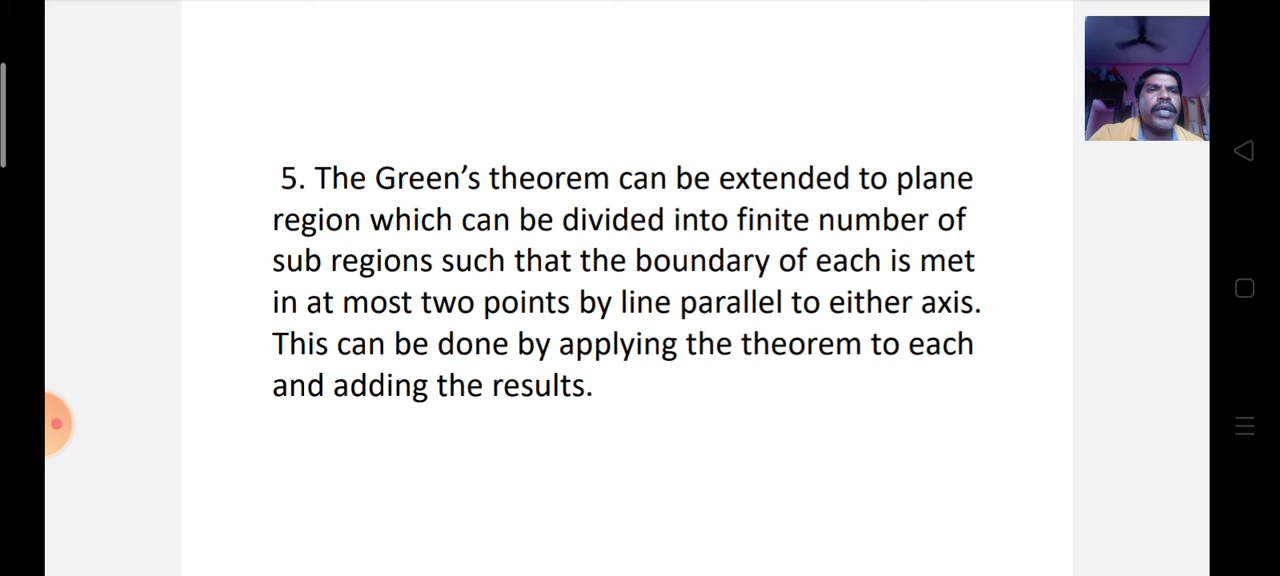 5. The Green’s theorem can be extended to plane
region which can be divided into finite number of
sub regions such that the boundary of each is met
in at most two points by line parallel to either axis.
This can be done by applying the theorem to each
and adding the results.